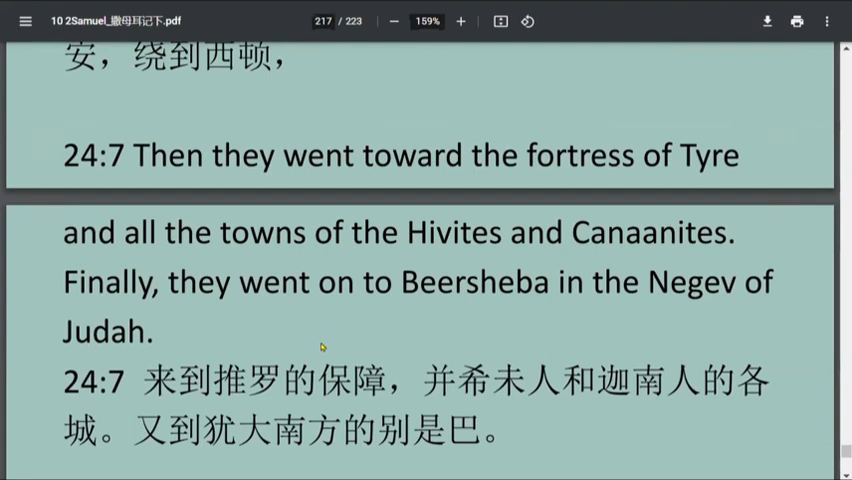 10 2Samuel_撒母耳记下.pdf
217 / 223
159%
安，绕到西顿，
24:7 Then they went toward the fortress of Tyre
and all the towns of the Hivites and Canaanites.
Finally, they went on to Beersheba in the Negev of
Judah.
24:7 来到推罗的保障，并希未人和迦南人的各
城。又到犹大南方的别是巴。